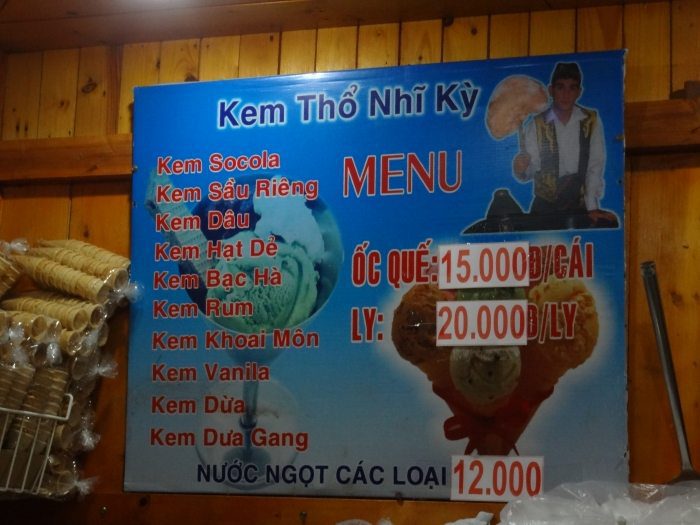 Kem Thổ Nhĩ Kỳ
MENU
Kem Socola
Kem Sầu Riêng
Kem Dâu
Kem Hạt Dẻ
Kem Bạc Hà
Kem Rum
Kem Khoai Môn
Kem Vanila
Kem Dừa
Kem Dưa Gang
ỐC QUẾ: 15.000Đ/CÁI
LY: 20.000Đ/LY
NƯỚC NGỌT CÁC LOẠI 12.000